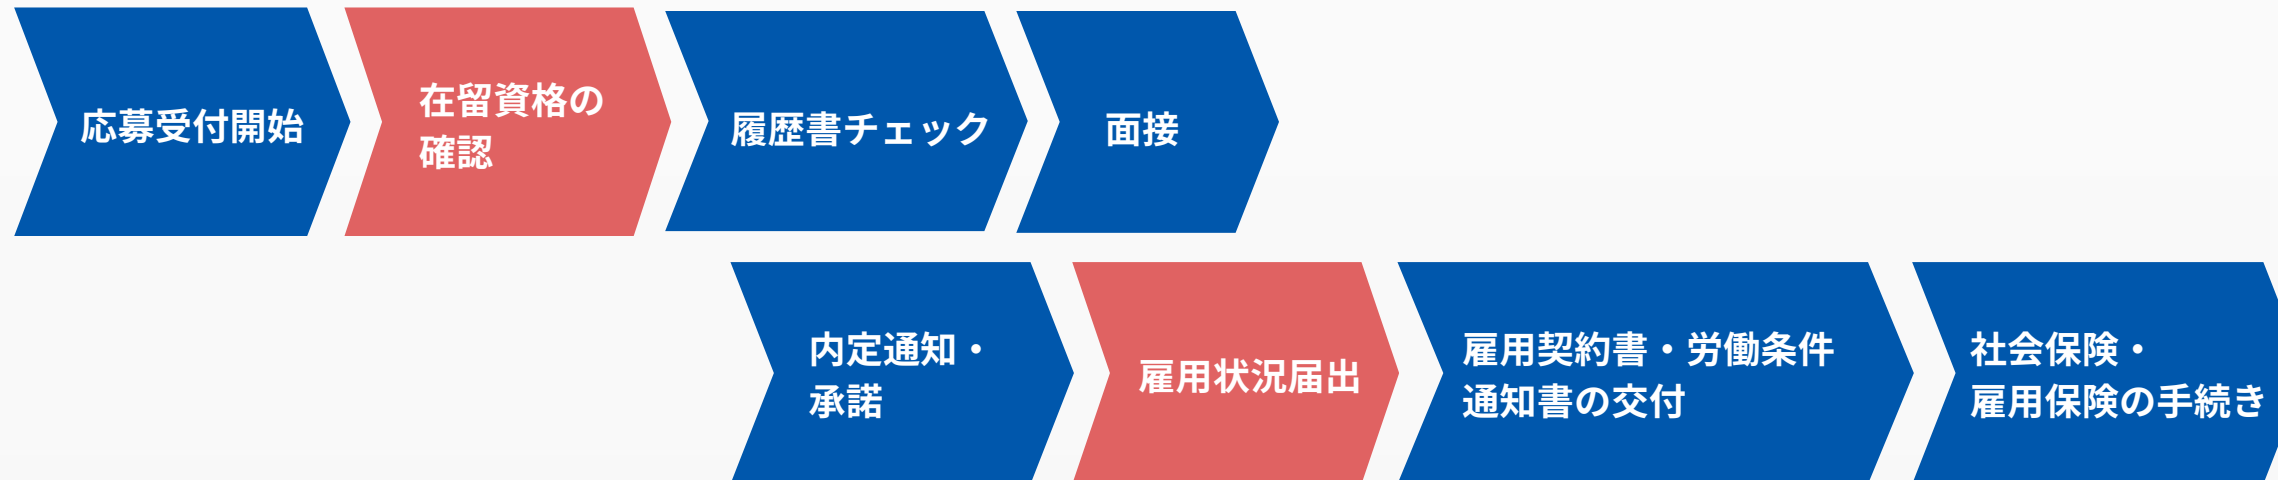 応募受付開始
在留資格の
確認
履歴書チェック
面接
内定通知・
承諾
雇用状況届出
雇用契約書・労働条件
通知書の交付
社会保険・
雇用保険の手続き